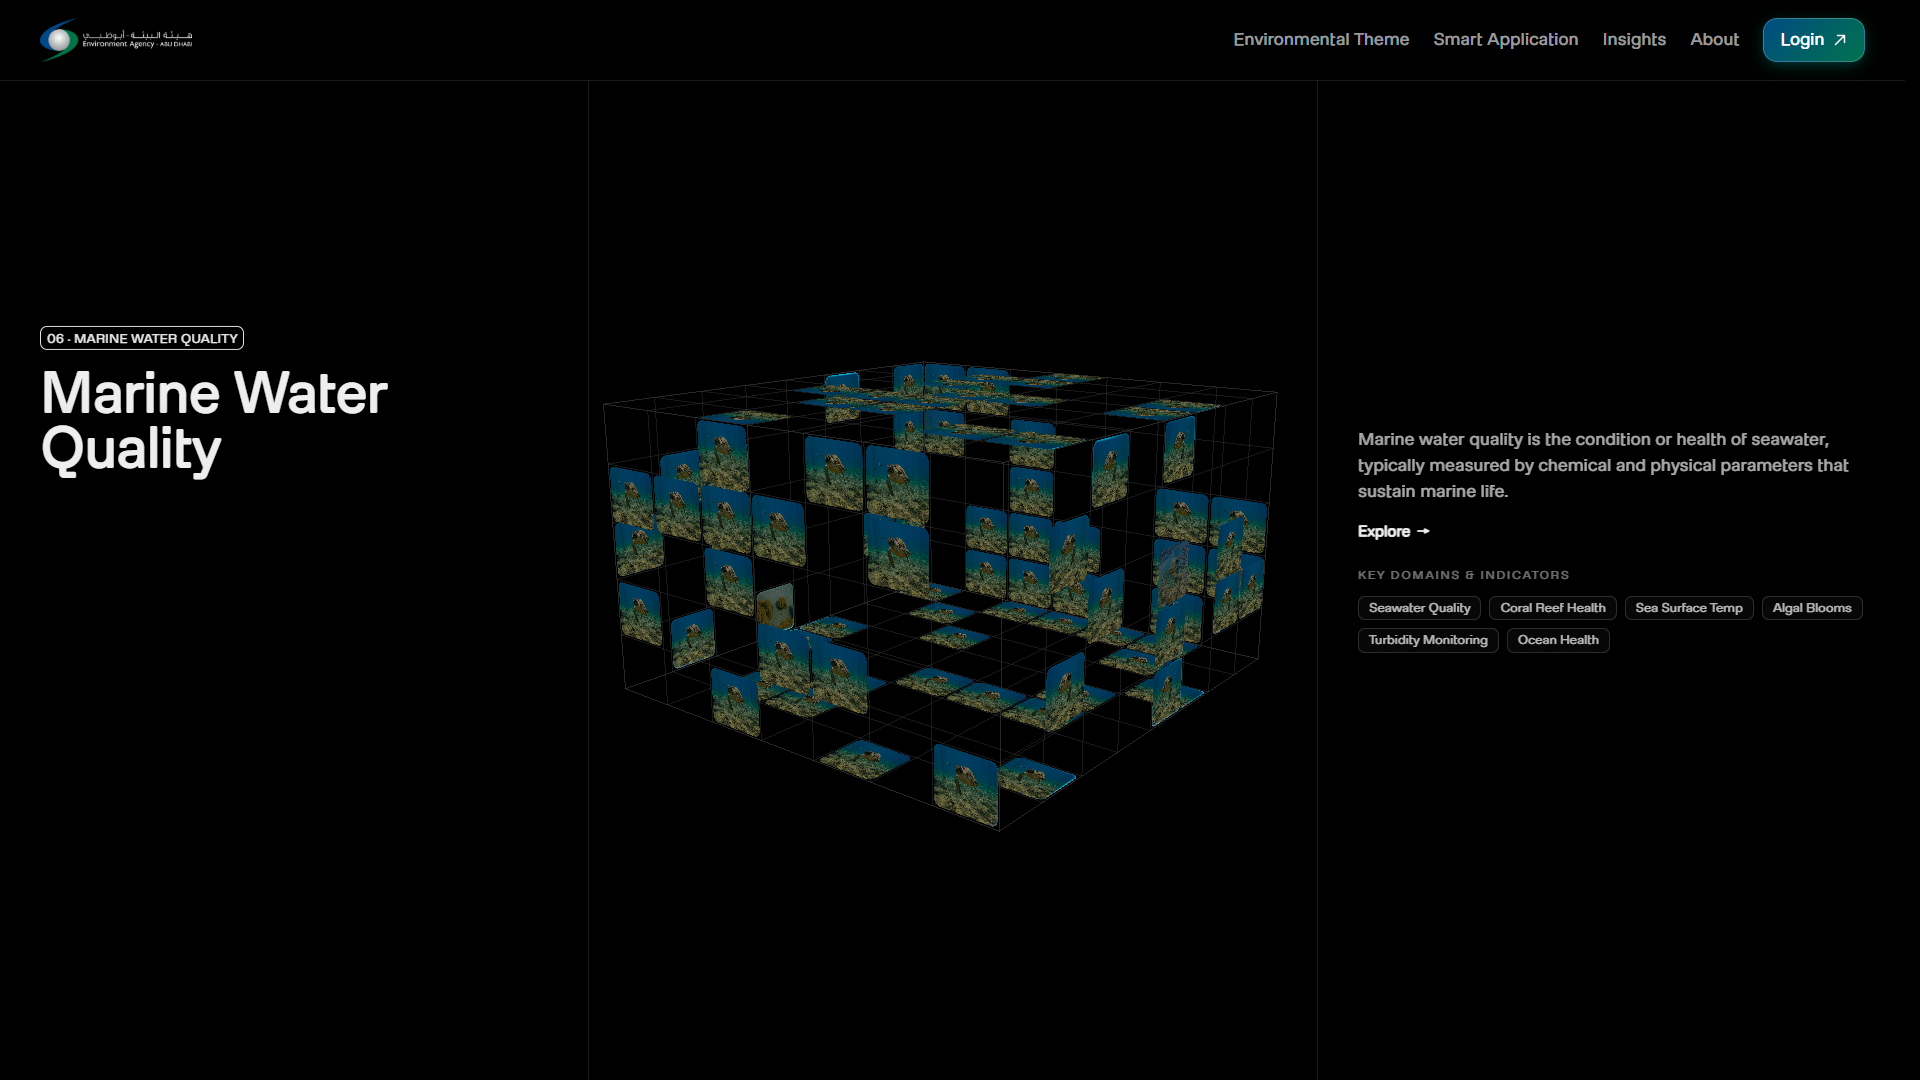 هيئة البيئة - أبوظبي
Environment Agency - ABU DHABI
Environmental Theme
Smart Application
Insights
About
Login
06 - MARINE WATER QUALITY
Marine Water
Quality
Marine water quality is the condition or health of seawater,
typically measured by chemical and physical parameters that
sustain marine life.
Explore →
KEY DOMAINS & INDICATORS
Seawater Quality
Coral Reef Health
Sea Surface Temp
Algal Blooms
Turbidity Monitoring
Ocean Health